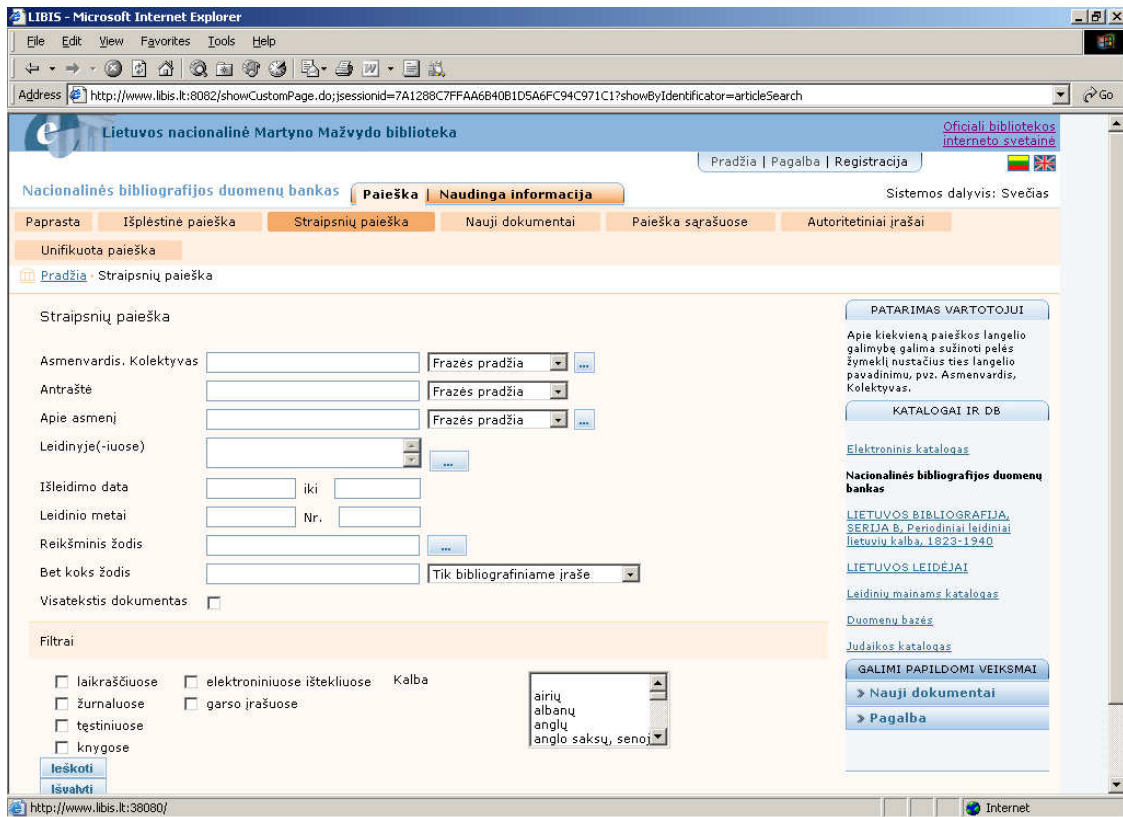 LIBIS - Microsoft Internet Explorer
File Edit View Favorites Tools Help
Address http://www.libis.lt:8082/showCustomPage.do;jsessionid=7A1288C7FFAA6B40B1D5A6FC94C971C1?showByIdentificator=articleSearch Go
Lietuvos nacionalinė Martyno Mažvydo biblioteka
Oficiali bibliotekos
interneto svetainė
Pradžia | Pagalba | Registracija
Nacionalinės bibliografijos duomenų bankas Paieška | Naudinga informacija Sistemos dalyvis: Svečias
Paprasta Išplėstinė paieška Straipsnių paieška Nauji dokumentai Paieška sąrašuose Autoritetiniai įrašai
Unifikuota paieška
Pradžia · Straipsnių paieška
Straipsnių paieška
Asmenvardis. Kolektyvas Frazės pradžia ...
Antraštė Frazės pradžia
Apie asmenį Frazės pradžia ...
Leidinyje(-iuose) ...
Išleidimo data iki
Leidinio metai Nr.
Reikšminis žodis ...
Bet koks žodis Tik bibliografiniame įraše
Visatekstis dokumentas
Filtrai
laikraščiuose elektroniniuose ištekliuose Kalba
žurnaluose garso įrašuose
tęstiniuose
knygose
airių
albanų
anglų
anglo saksų, senoj
Ieškoti
Išvalyti
PATARIMAS VARTOTOJUI
Apie kiekvieną paieškos langelio
galimybę galima sužinoti pelės
žymeklį nustačius ties langelio
pavadinimu, pvz. Asmenvardis,
Kolektyvas.
KATALOGAI IR DB
Elektroninis katalogas
Nacionalinės bibliografijos duomenų
bankas
LIETUVOS BIBLIOGRAFIJA,
SERIJA B, Periodiniai leidiniai
lietuvių kalba, 1823-1940
LIETUVOS LEIDĖJAI
Leidinių mainams katalogas
Duomenų bazės
Judaikos katalogas
GALIMI PAPILDOMI VEIKSMAI
» Nauji dokumentai
» Pagalba
http://www.libis.lt:38080/ Internet